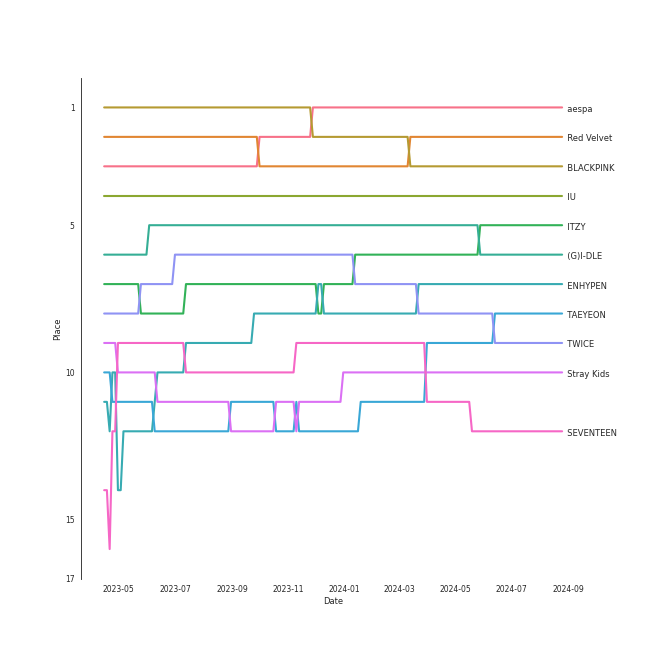 1
5
10
15
17
Place
aespa
Red Velvet
BLACKPINK
IU
ITZY
(G)I-DLE
ENHYPEN
TAEYEON
TWICE
Stray Kids
SEVENTEEN
2023-05 2023-07 2023-09 2023-11 2024-01 2024-03 2024-05 2024-07 2024-09
Date